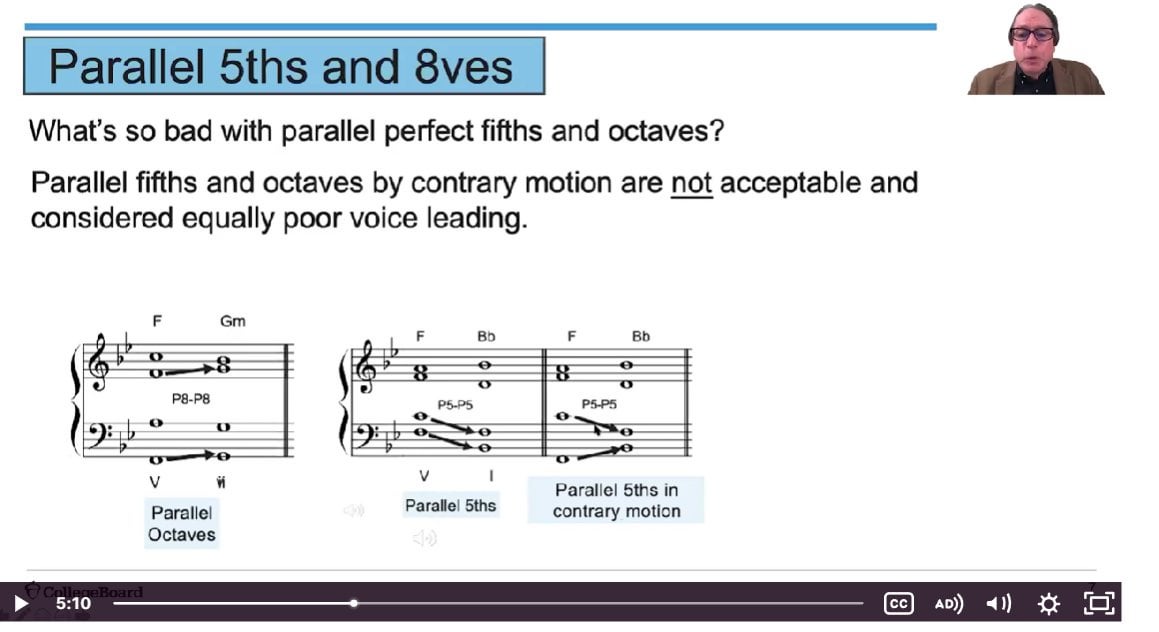 Parallel 5ths and 8ves
What's so bad with parallel perfect fifths and octaves?
Parallel fifths and octaves by contrary motion are not acceptable and
considered equally poor voice leading.
F Gm
P8-P8
V vi
Parallel
Octaves
F Bb F Bb
P5-P5 P5-P5
V I
Parallel 5ths
Parallel 5ths in
contrary motion
CollegeBoard
7
5:10
CC AD